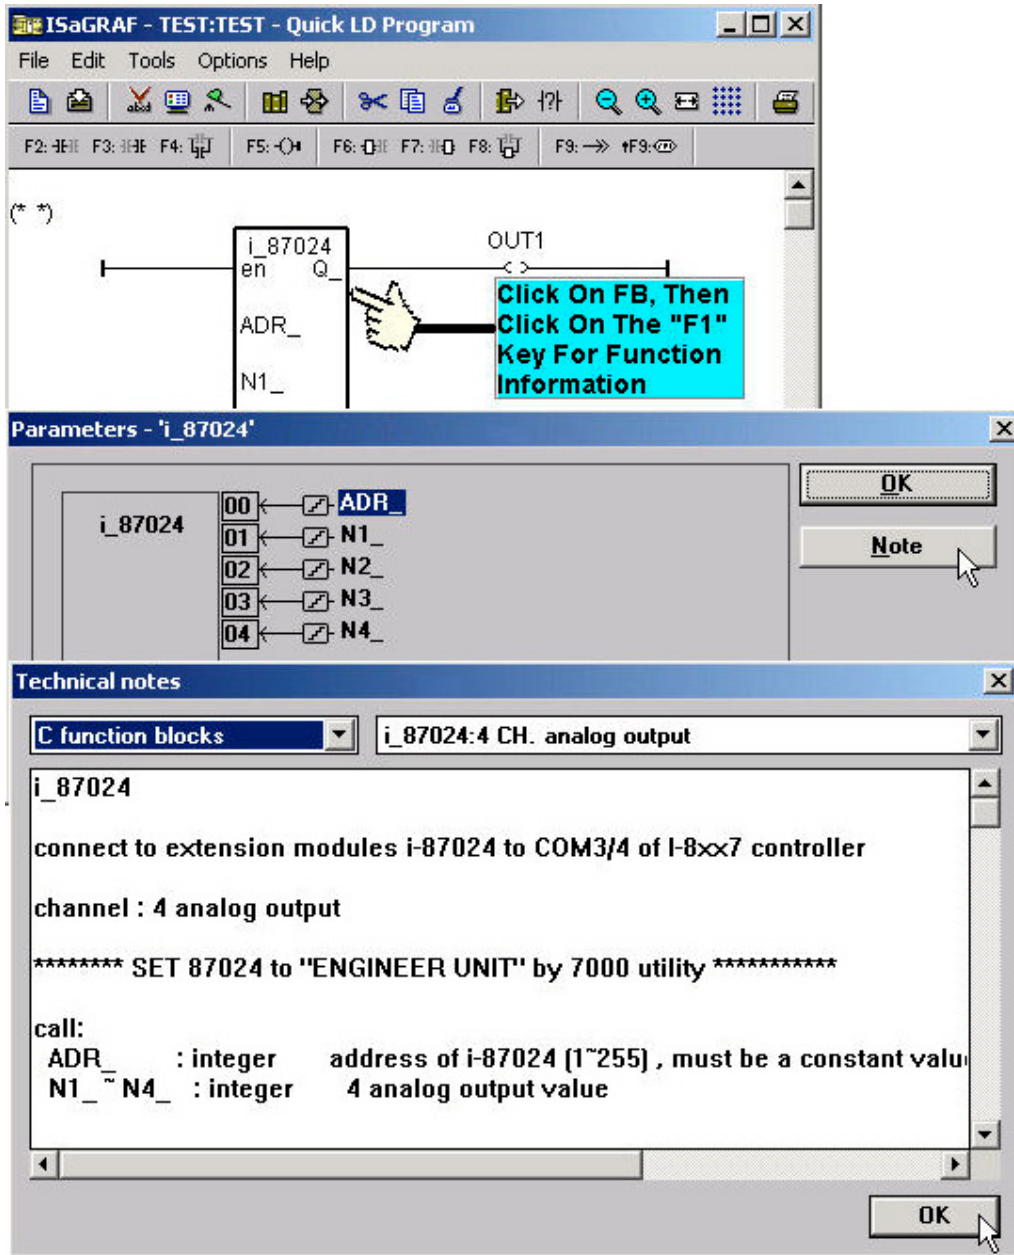 ISaGRAF - TEST:TEST - Quick LD Program
File Edit Tools Options Help
F2: F3: F4: F5: F6: F7: F8: F9: F9:
(* *)
i_87024
en Q_
OUT1
ADR_
N1_
Click On FB, Then
Click On The "F1"
Key For Function
Information
Parameters - 'i_87024'
i_87024
00 ADR_
01 N1_
02 N2_
03 N3_
04 N4_
OK
Note
Technical notes
C function blocks
i_87024:4 CH. analog output
i_87024
connect to extension modules i-87024 to COM3/4 of I-8xx7 controller
channel : 4 analog output
******** SET 87024 to "ENGINEER UNIT" by 7000 utility ***********
call:
ADR_ : integer address of i-87024 (1~255) , must be a constant valu
N1_ ~ N4_ : integer 4 analog output value
OK